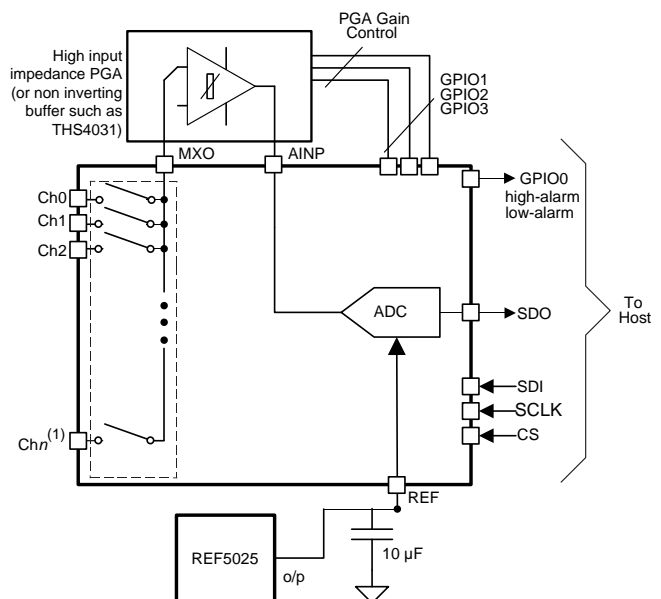 PGA Gain
Control
High input
impedance PGA
(or non inverting
buffer such as
THS4031)
GPIO1
GPIO2
GPIO3
MXO
AINP
Ch0
Ch1
Ch2
GPIO0
high-alarm
low-alarm
ADC
SDO
To
Host
SDI
SCLK
CS
Chn(1)
REF
REF5025
o/p
10 µF